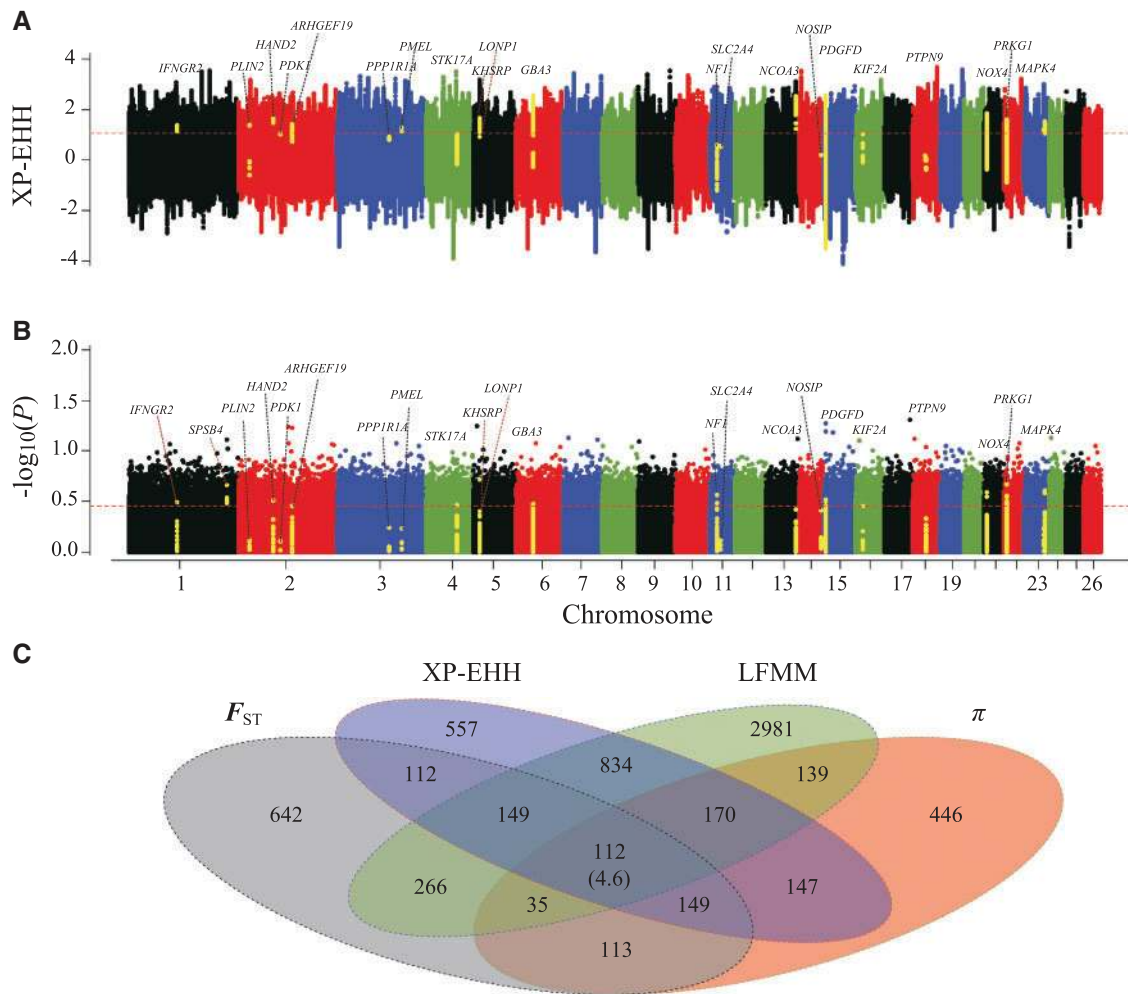 A
XP-EHH
4
2
0
-2
-4
IFNGR2
PLIN2
HAND2
PDK1
ARHGEF19
PPP1R1A
PMEL
STK17A
KHSRP
LONP1
GBA3
NF1
SLC2A4
NCOA3
NOSIP
PDGFD
KIF2A
PTPN9
NOX4
PRKG1
MAPK4
B
-log10(P)
2.0
1.5
1.0
0.5
0.0
IFNGR2
SPSB4
PLIN2
HAND2
PDK1
ARHGEF19
PPP1R1A
PMEL
STK17A
KHSRP
LONP1
GBA3
NF1
SLC2A4
NCOA3
NOSIP
PDGFD
KIF2A
PTPN9
NOX4
PRKG1
MAPK4
1 2 3 4 5 6 7 8 9 10 11 13 15 17 19 21 23 26
Chromosome
C
XP-EHH
LFMM
FST
π
557
2981
112
834
139
642
149
170
446
112
(4.6)
266
35
149
147
113